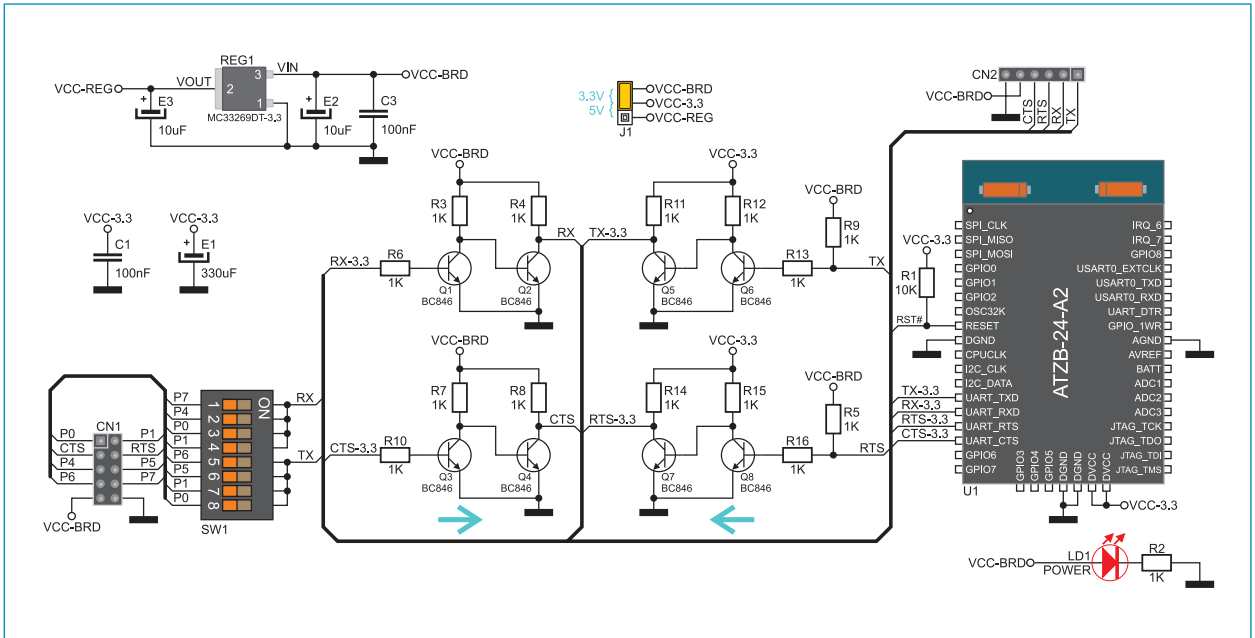 REG1
VCC-REG
VOUT
2
3
1
VIN
VCC-BRD
MC33269DT-3,3
E3
10uF
E2
10uF
C3
100nF
3.3V
5V
VCC-BRD
VCC-3.3
VCC-REG
J1
CN2
VCC-BRD
CTS
RTS
RX
TX
VCC-3.3
C1
100nF
VCC-3.3
E1
330uF
VCC-BRD
R3
1K
R4
1K
RX
RX-3.3
R6
1K
Q1
BC846
Q2
BC846
VCC-3.3
R11
1K
R12
1K
TX-3.3
Q5
BC846
Q6
BC846
R13
1K
VCC-BRD
R9
1K
TX
VCC-BRD
R7
1K
R8
1K
CTS
CTS-3.3
R10
1K
Q3
BC846
Q4
BC846
VCC-3.3
R14
1K
R15
1K
RTS-3.3
Q7
BC846
Q8
BC846
R16
1K
VCC-BRD
R5
1K
RTS
CN1
P0
CTS
P4
P6
P1
RTS
P5
P7
VCC-BRD
P7
P4
P0
P1
P6
P5
P1
P0
1
2
3
4
5
6
7
8
ON
SW1
RX
TX
VCC-3.3
R1
10K
RST#
TX-3.3
RX-3.3
RTS-3.3
CTS-3.3
ATZB-24-A2
SPI_CLK
SPI_MISO
SPI_MOSI
GPIO0
GPIO1
GPIO2
OSC32K
RESET
DGND
CPUCLK
I2C_CLK
I2C_DATA
UART_TXD
UART_RXD
UART_RTS
UART_CTS
GPIO6
GPIO7
GPIO3
GPIO4
GPIO5
DGND
DGND
DVCC
DVCC
IRQ_6
IRQ_7
GPIO8
USART0_EXTCLK
USART0_TXD
USART0_RXD
UART_DTR
GPIO_1WR
AGND
AVREF
BATT
ADC1
ADC2
ADC3
JTAG_TCK
JTAG_TDO
JTAG_TDI
JTAG_TMS
U1
VCC-3.3
VCC-BRD
LD1
POWER
R2
1K